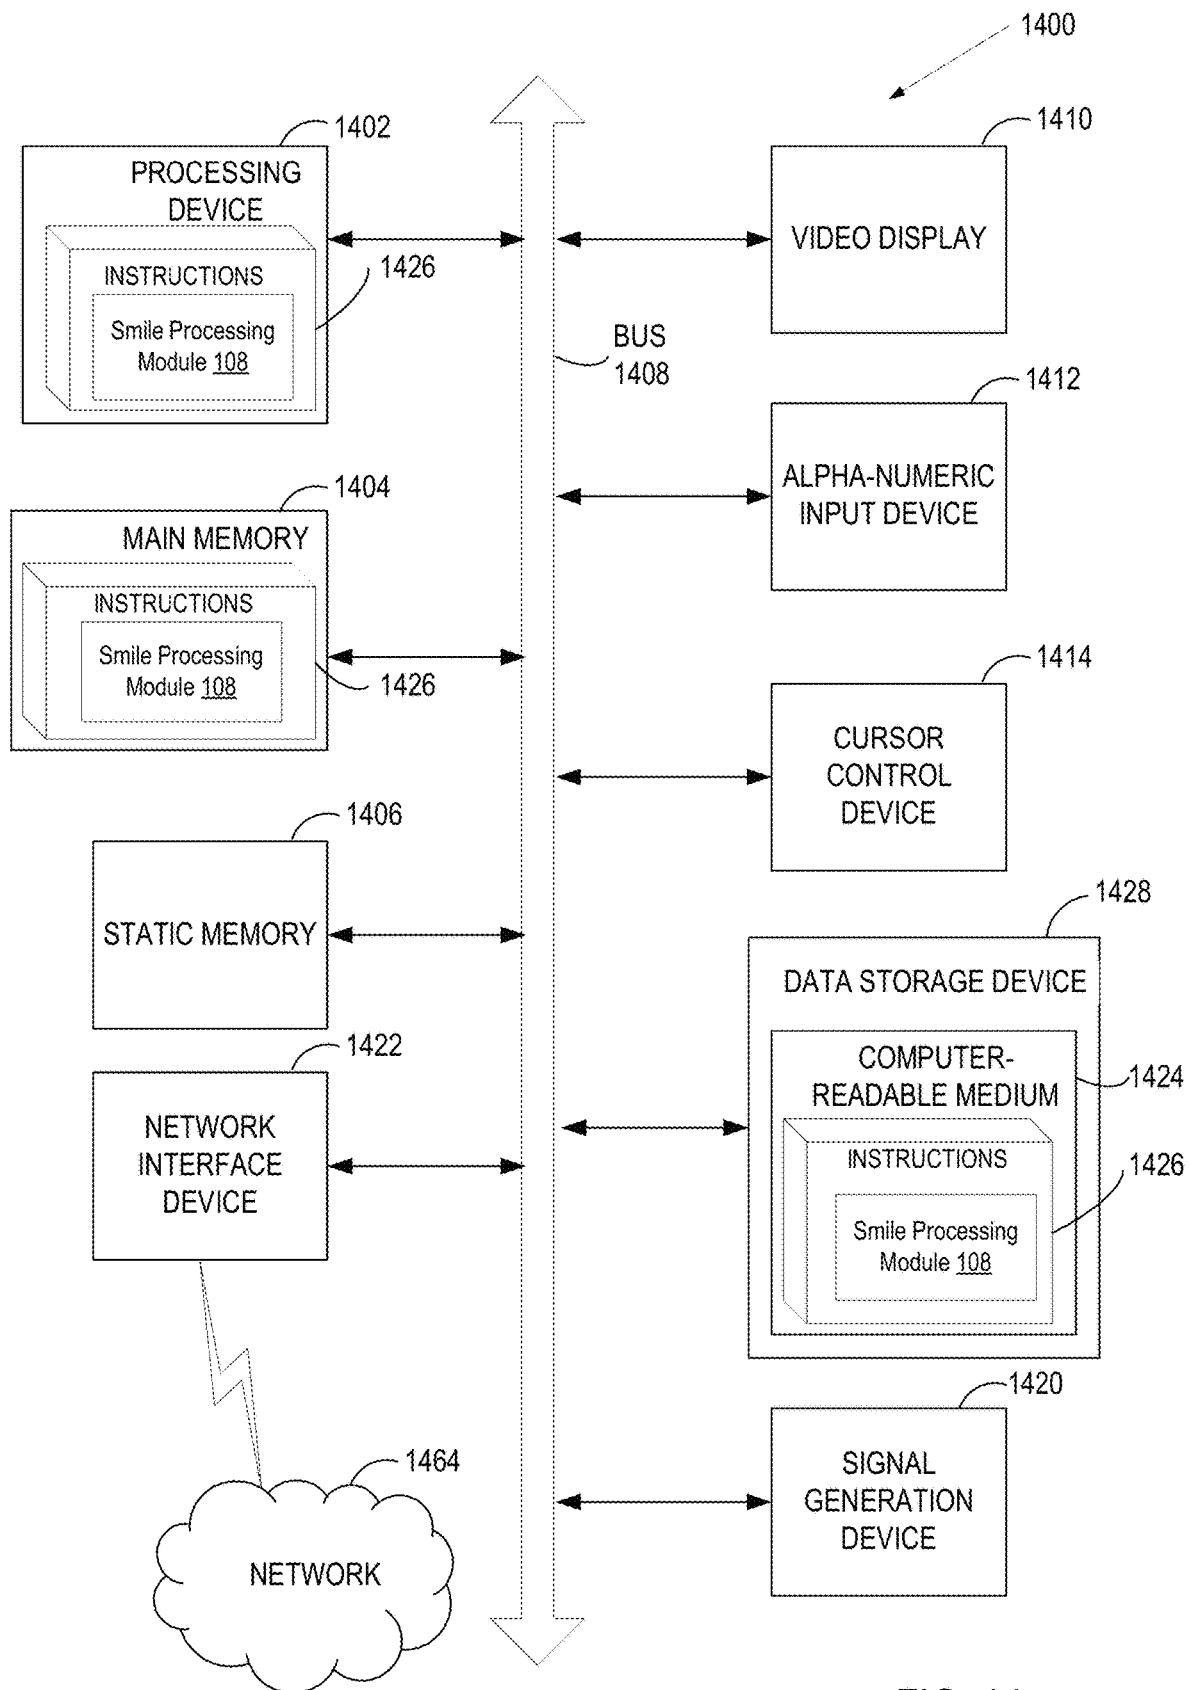 1400
1402
PROCESSING
DEVICE
INSTRUCTIONS
Smile Processing
Module 108
1426
1404
MAIN MEMORY
INSTRUCTIONS
Smile Processing
Module 108
1426
1406
STATIC MEMORY
1422
NETWORK
INTERFACE
DEVICE
1464
NETWORK
BUS
1408
1410
VIDEO DISPLAY
1412
ALPHA-NUMERIC
INPUT DEVICE
1414
CURSOR
CONTROL
DEVICE
1428
DATA STORAGE DEVICE
COMPUTER-
READABLE MEDIUM
1424
INSTRUCTIONS
1426
Smile Processing
Module 108
1420
SIGNAL
GENERATION
DEVICE